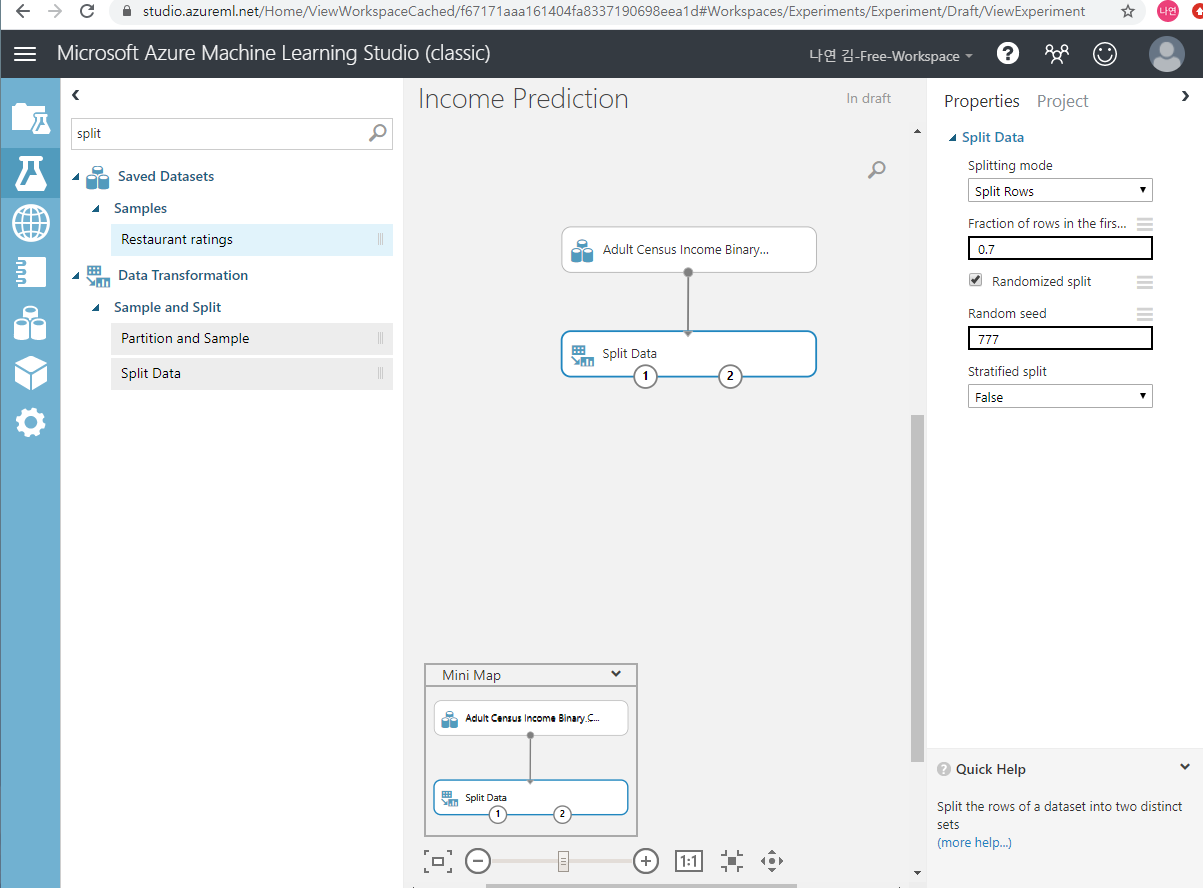 studio.azureml.net/Home/ViewWorkspaceCached/f67171aaa161404fa8337190698eea1d#Workspaces/Experiments/Experiment/Draft/ViewExperiment
나연
Microsoft Azure Machine Learning Studio (classic)
나연 김-Free-Workspace
?
split
Saved Datasets
Samples
Restaurant ratings
Data Transformation
Sample and Split
Partition and Sample
Split Data
Income Prediction
In draft
Adult Census Income Binary...
Split Data
1
2
Mini Map
Adult Census Income Binary C...
Split Data
1
2
1:1
Properties
Project
Split Data
Splitting mode
Split Rows
Fraction of rows in the firs...
0.7
Randomized split
Random seed
777
Stratified split
False
? Quick Help
Split the rows of a dataset into two distinct
sets
(more help...)